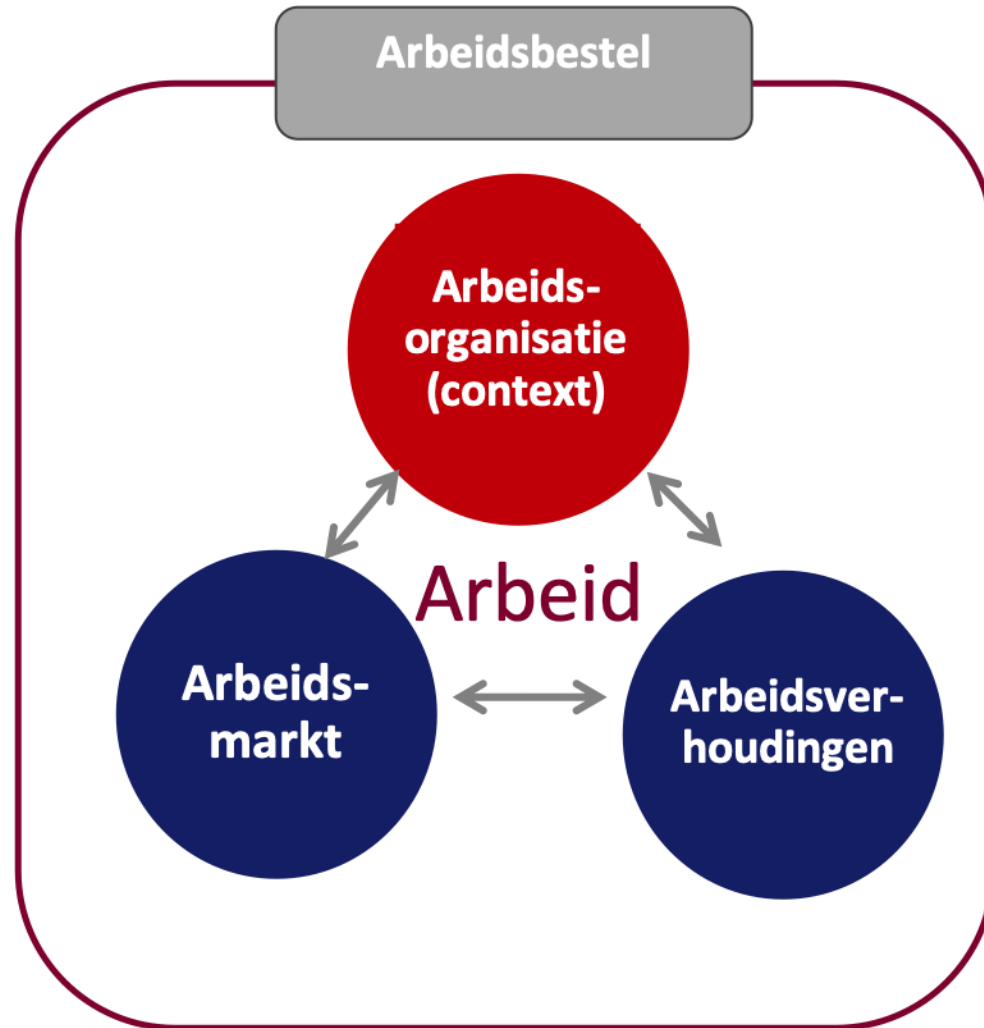 Arbeidsbestel
Arbeids-
organisatie
(context)
Arbeid
Arbeids-
markt
Arbeidsver-
houdingen